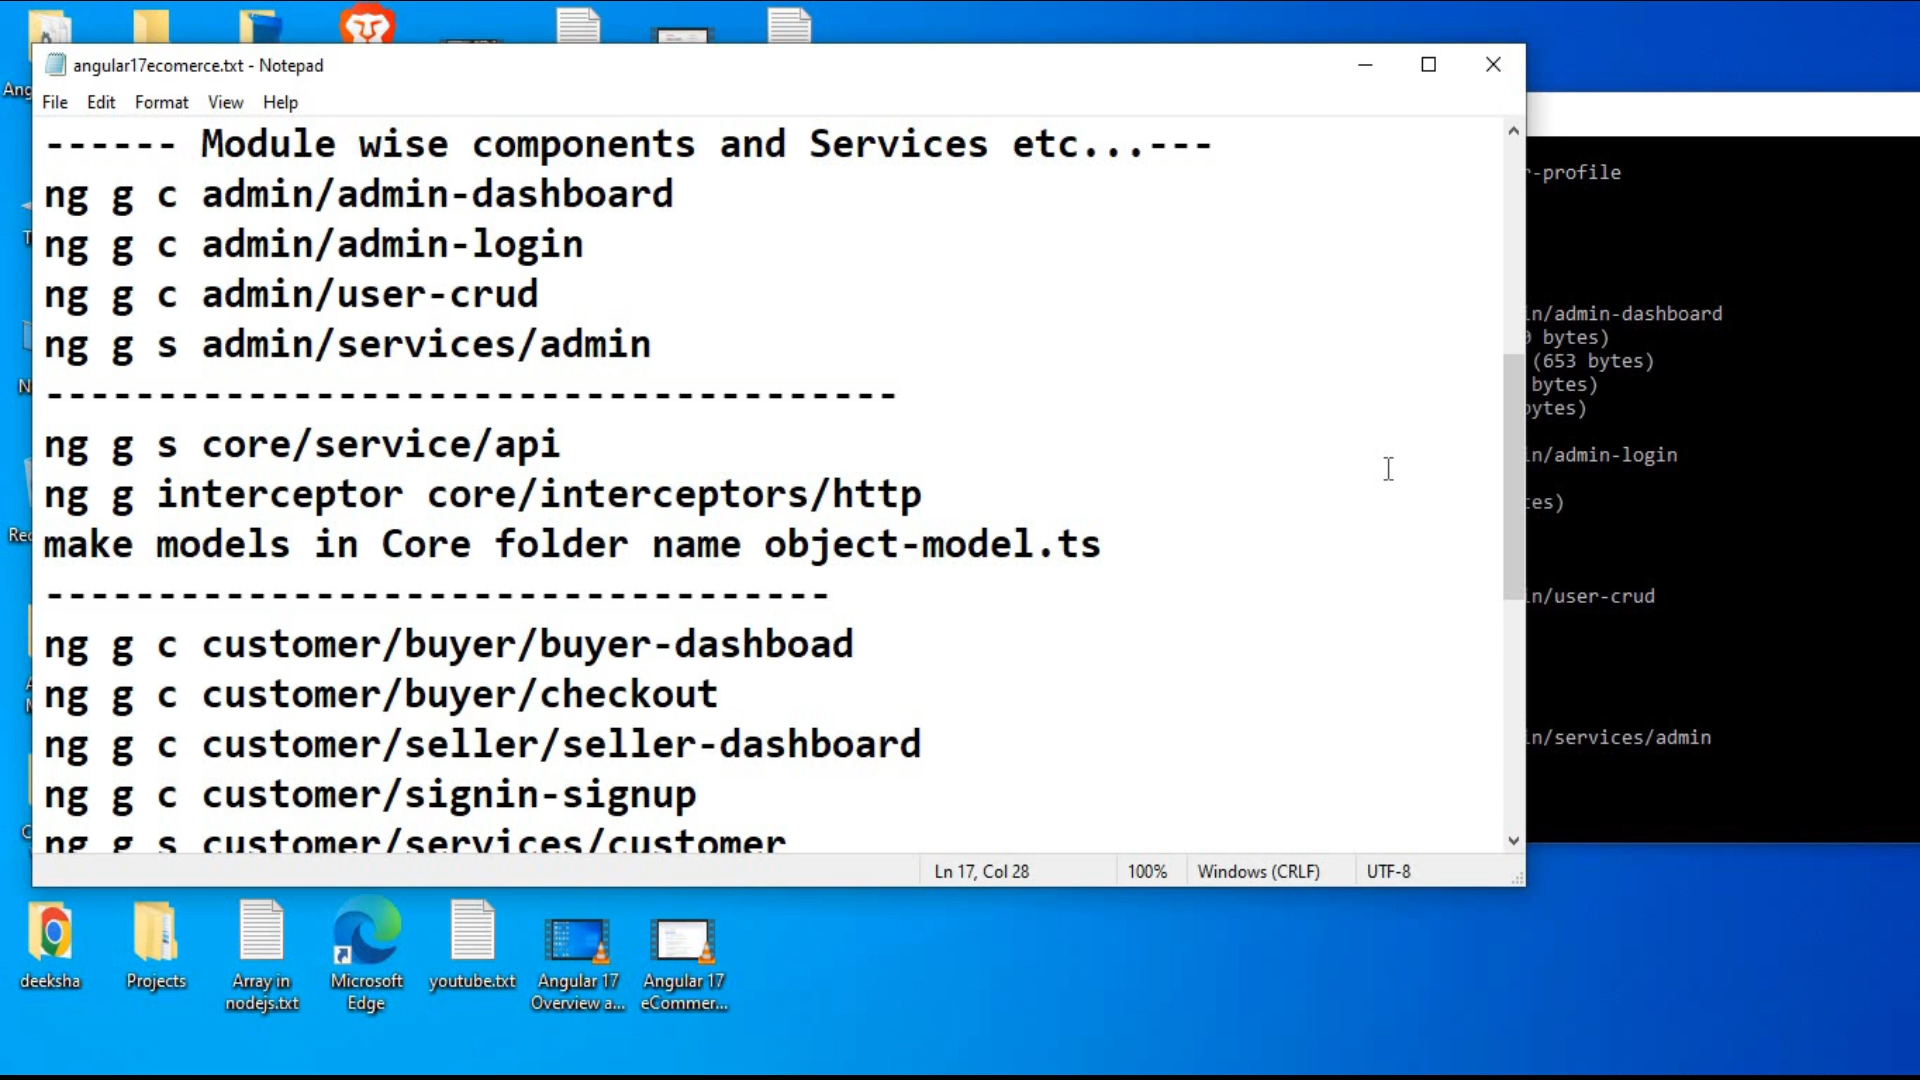 angular17ecomerce.txt - Notepad
File Edit Format View Help
------ Module wise components and Services etc...---
ng g c admin/admin-dashboard
ng g c admin/admin-login
ng g c admin/user-crud
ng g s admin/services/admin
--------------------------------------
ng g s core/service/api
ng g interceptor core/interceptors/http
make models in Core folder name object-model.ts
-----------------------------------
ng g c customer/buyer/buyer-dashboad
ng g c customer/buyer/checkout
ng g c customer/seller/seller-dashboard
ng g c customer/signin-signup
ng g s customer/services/customer
Ln 17, Col 28 100% Windows (CRLF) UTF-8
-profile
n/admin-dashboard
bytes)
(653 bytes)
bytes)
ytes)
n/admin-login
es)
n/user-crud
n/services/admin
Ang
deeksha
Projects
Array in
nodejs.txt
Microsoft
Edge
youtube.txt
Angular 17
Overview a...
Angular 17
eCommer...